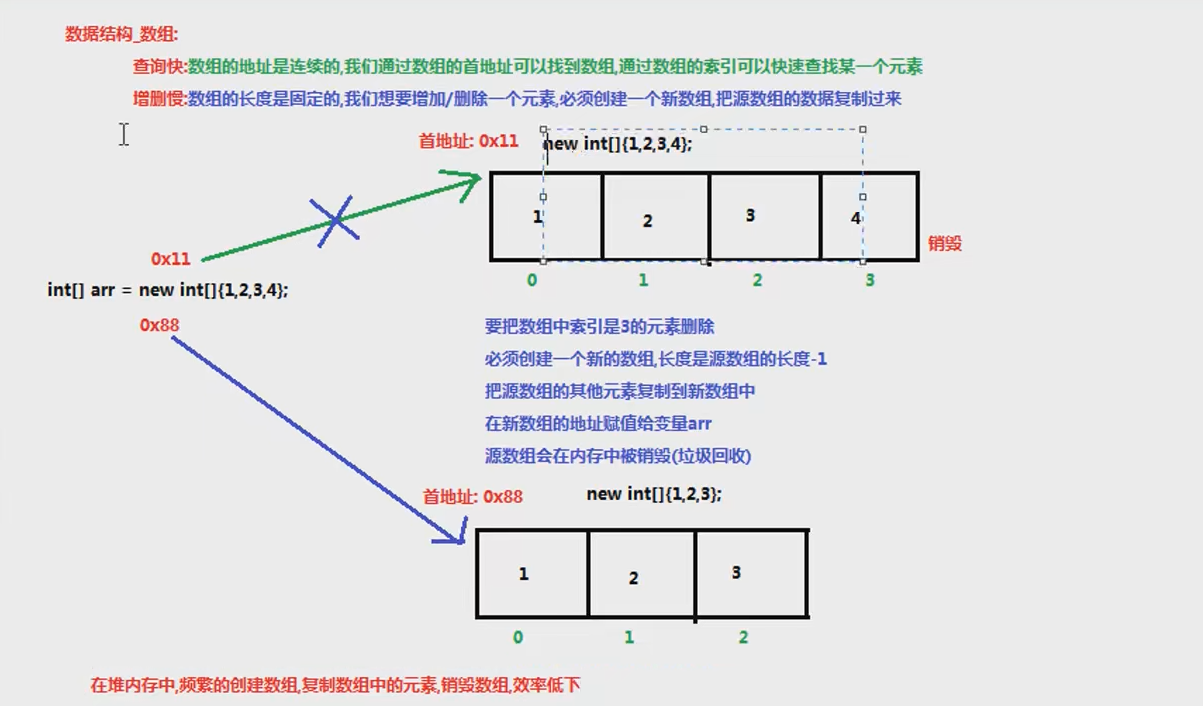 数据结构_数组:
查询快:数组的地址是连续的,我们通过数组的首地址可以找到数组,通过数组的索引可以快速查找某一个元素
增删慢:数组的长度是固定的,我们想要增加/删除一个元素,必须创建一个新数组,把源数组的数据复制过来
首地址: 0x11
new int[]{1,2,3,4};
1 2 3 4
销毁
0 1 2 3
0x11
int[] arr = new int[]{1,2,3,4};
0x88
要把数组中索引是3的元素删除
必须创建一个新的数组,长度是源数组的长度-1
把源数组的其他元素复制到新数组中
在新数组的地址赋值给变量arr
源数组会在内存中被销毁(垃圾回收)
首地址: 0x88
new int[]{1,2,3};
1 2 3
0 1 2
在堆内存中,频繁的创建数组,复制数组中的元素,销毁数组,效率低下